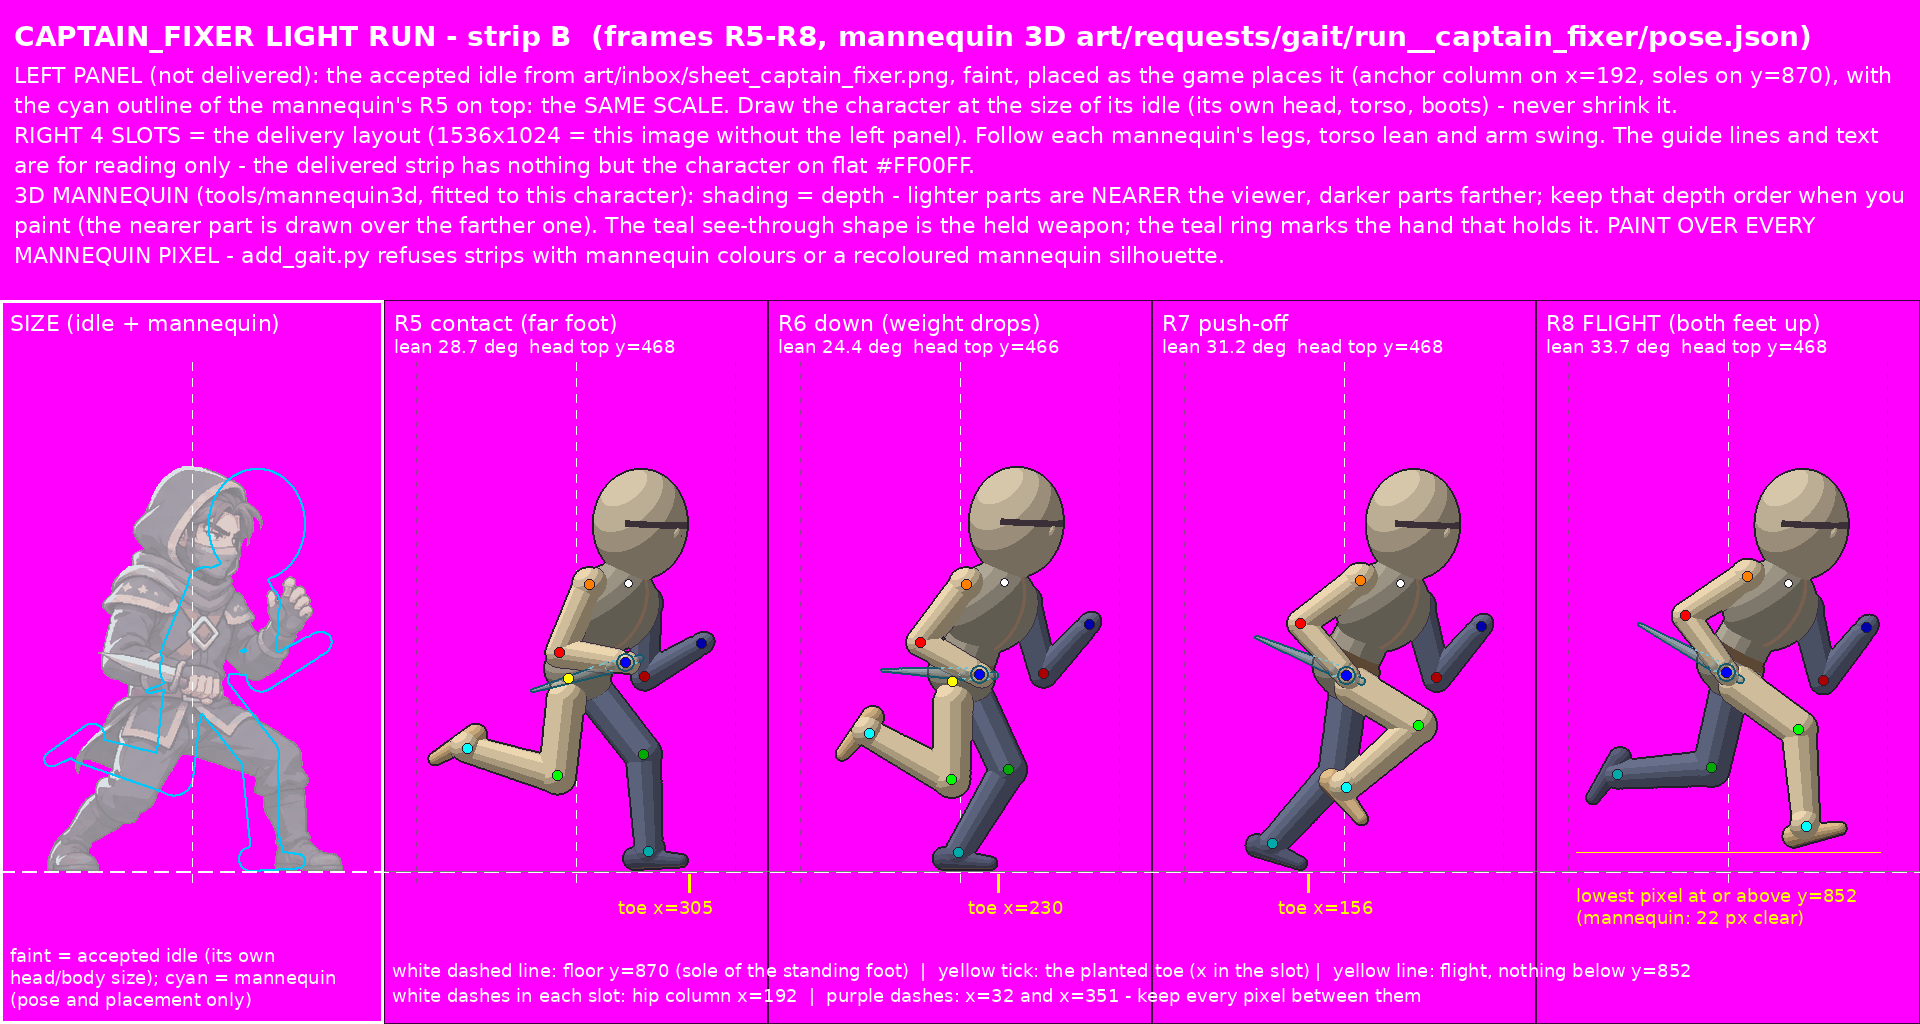 CAPTAIN_FIXER LIGHT RUN - strip B  (frames R5-R8, mannequin 3D art/requests/gait/run__captain_fixer/pose.json)
LEFT PANEL (not delivered): the accepted idle from art/inbox/sheet_captain_fixer.png, faint, placed as the game places it (anchor column on x=192, soles on y=870), with
the cyan outline of the mannequin's R5 on top: the SAME SCALE. Draw the character at the size of its idle (its own head, torso, boots) - never shrink it.
RIGHT 4 SLOTS = the delivery layout (1536x1024 = this image without the left panel). Follow each mannequin's legs, torso lean and arm swing. The guide lines and text
are for reading only - the delivered strip has nothing but the character on flat #FF00FF.
3D MANNEQUIN (tools/mannequin3d, fitted to this character): shading = depth - lighter parts are NEARER the viewer, darker parts farther; keep that depth order when you
paint (the nearer part is drawn over the farther one). The teal see-through shape is the held weapon; the teal ring marks the hand that holds it. PAINT OVER EVERY
MANNEQUIN PIXEL - add_gait.py refuses strips with mannequin colours or a recoloured mannequin silhouette.
SIZE (idle + mannequin)
R5 contact (far foot)
lean 28.7 deg  head top y=468
R6 down (weight drops)
lean 24.4 deg  head top y=466
R7 push-off
lean 31.2 deg  head top y=468
R8 FLIGHT (both feet up)
lean 33.7 deg  head top y=468
toe x=305
toe x=230
toe x=156
lowest pixel at or above y=852
(mannequin: 22 px clear)
faint = accepted idle (its own
head/body size); cyan = mannequin
(pose and placement only)
white dashed line: floor y=870 (sole of the standing foot)  |  yellow tick: the planted toe (x in the slot) |  yellow line: flight, nothing below y=852
white dashes in each slot: hip column x=192  |  purple dashes: x=32 and x=351 - keep every pixel between them